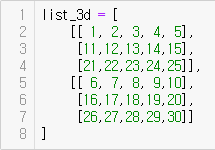 1 list_3d = [
2     [[ 1, 2, 3, 4, 5],
3      [11,12,13,14,15],
4      [21,22,23,24,25]],
5     [[ 6, 7, 8, 9,10],
6      [16,17,18,19,20],
7      [26,27,28,29,30]]
8 ]